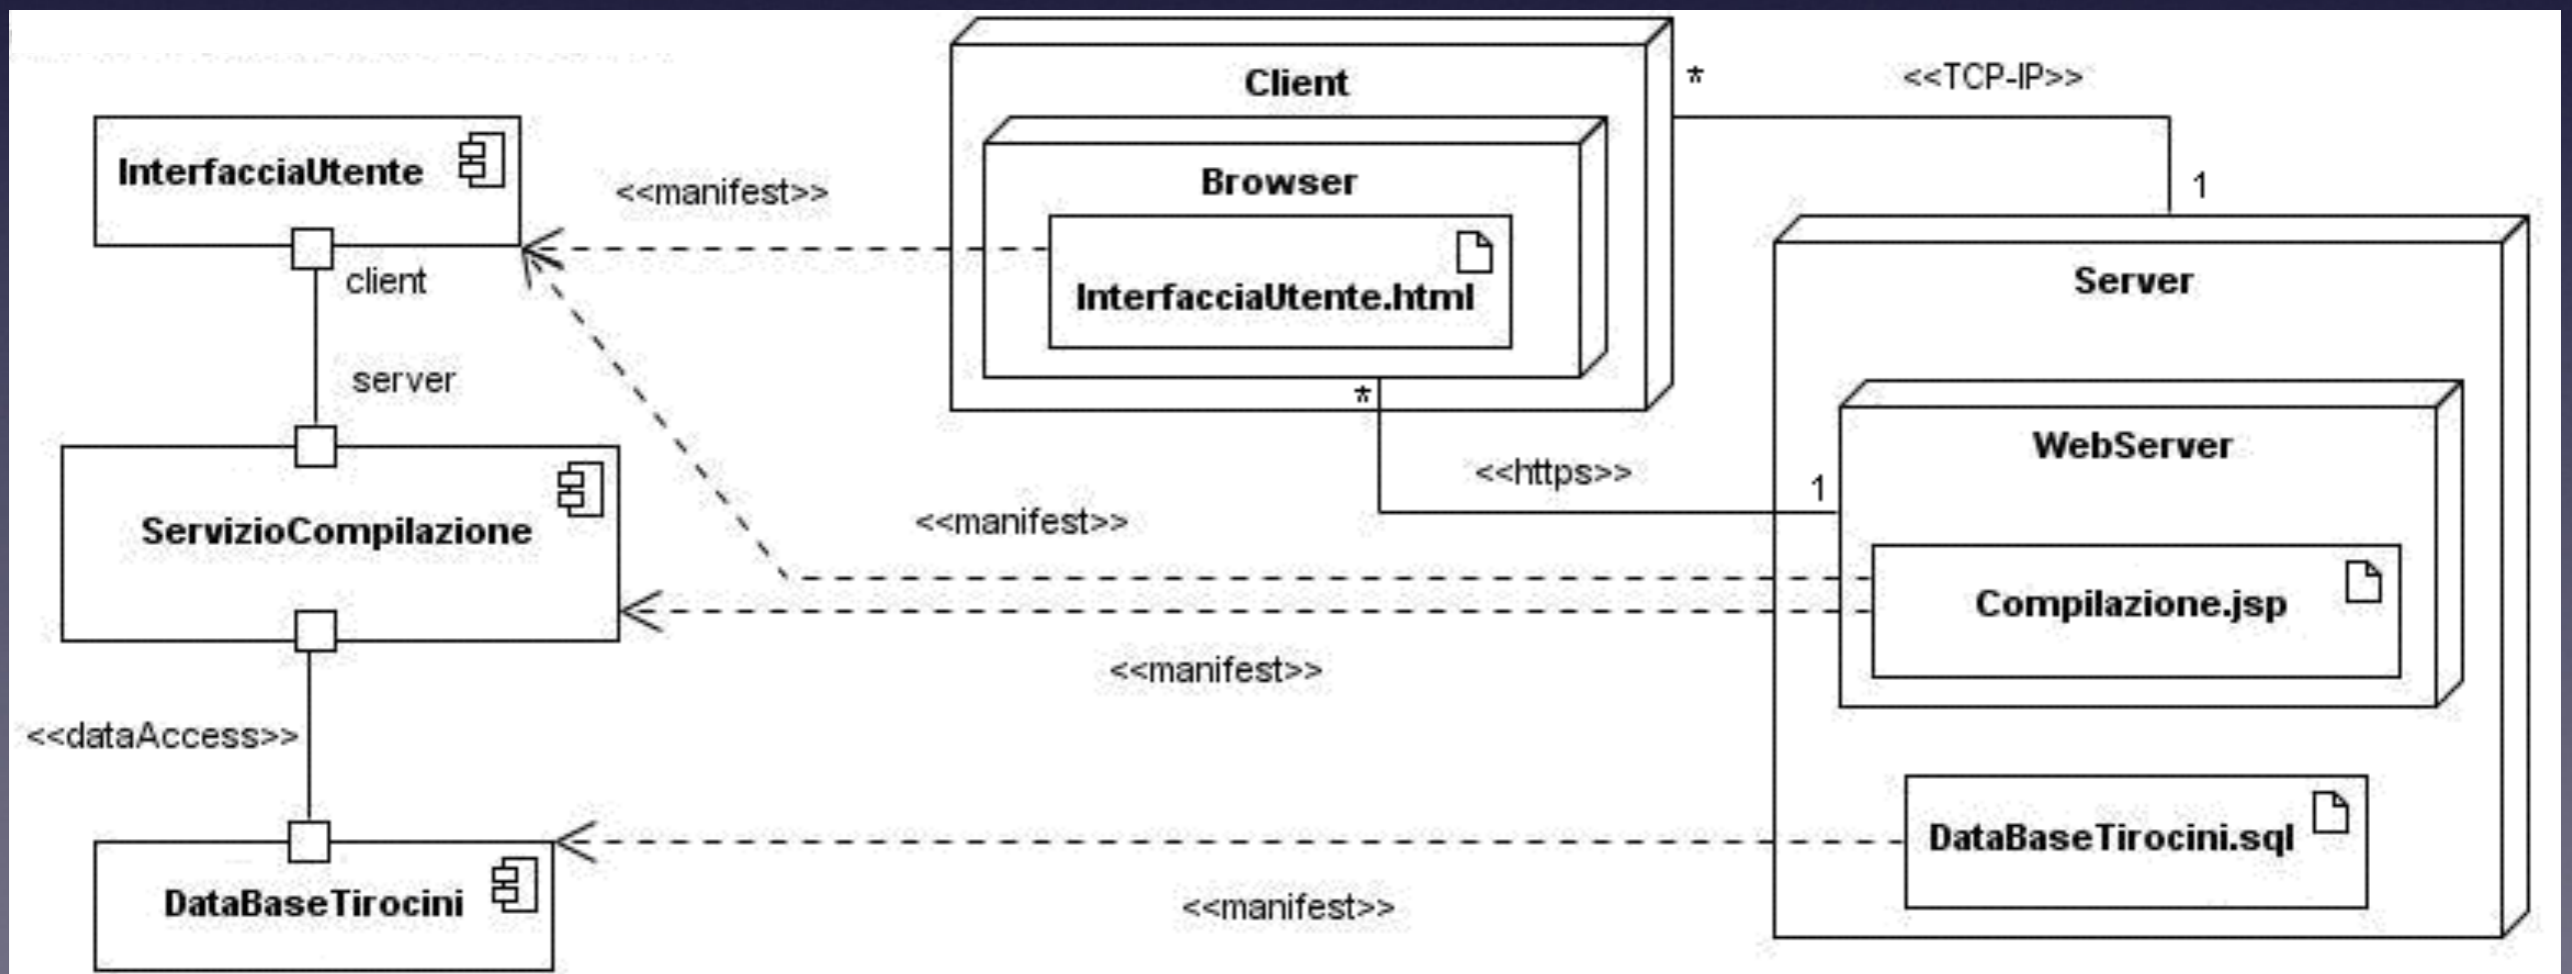 Client
*
<<TCP-IP>>
InterfacciaUtente
<<manifest>>
Browser
1
client
InterfacciaUtente.html
Server
server
*
ServizioCompilazione
<<manifest>>
<<https>>
1
WebServer
Compilazione.jsp
<<manifest>>
<<dataAccess>>
DataBaseTirocini.sql
DataBaseTirocini
<<manifest>>